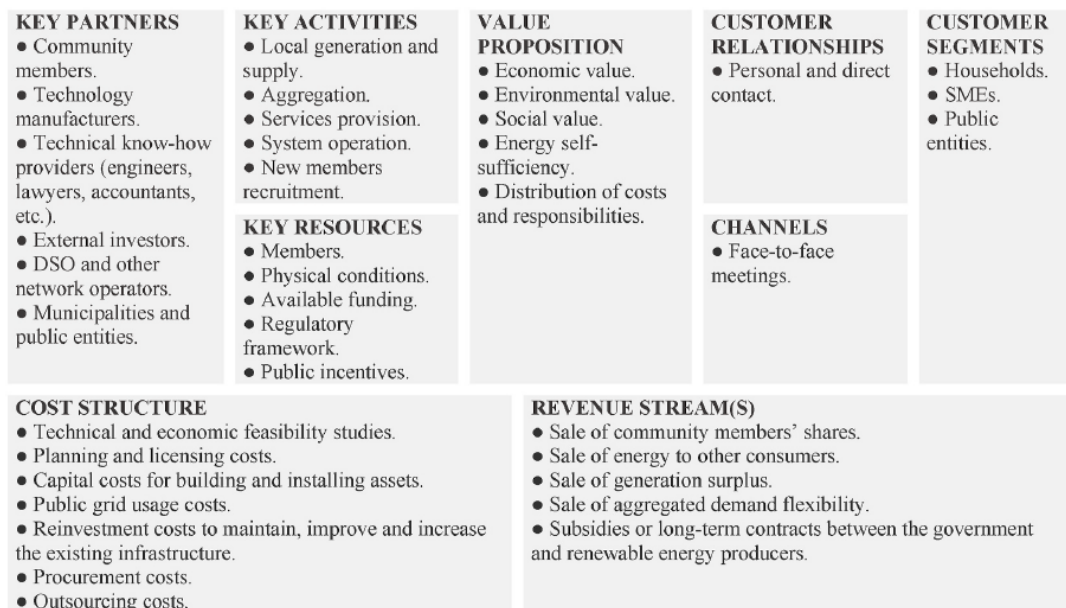 KEY PARTNERS
● Community
members.
● Technology
manufacturers.
● Technical know-how
providers (engineers,
lawyers, accountants,
etc.).
● External investors.
● DSO and other
network operators.
● Municipalities and
public entities.
KEY ACTIVITIES
● Local generation and
supply.
● Aggregation.
● Services provision.
● System operation.
● New members
recruitment.
KEY RESOURCES
● Members.
● Physical conditions.
● Available funding.
● Regulatory
framework.
● Public incentives.
VALUE
PROPOSITION
● Economic value.
● Environmental value.
● Social value.
● Energy self-
sufficiency.
● Distribution of costs
and responsibilities.
CUSTOMER
RELATIONSHIPS
● Personal and direct
contact.
CHANNELS
● Face-to-face
meetings.
CUSTOMER
SEGMENTS
● Households.
● SMEs.
● Public
entities.
COST STRUCTURE
● Technical and economic feasibility studies.
● Planning and licensing costs.
● Capital costs for building and installing assets.
● Public grid usage costs.
● Reinvestment costs to maintain, improve and increase
the existing infrastructure.
● Procurement costs.
● Outsourcing costs.
REVENUE STREAM(S)
● Sale of community members’ shares.
● Sale of energy to other consumers.
● Sale of generation surplus.
● Sale of aggregated demand flexibility.
● Subsidies or long-term contracts between the government
and renewable energy producers.